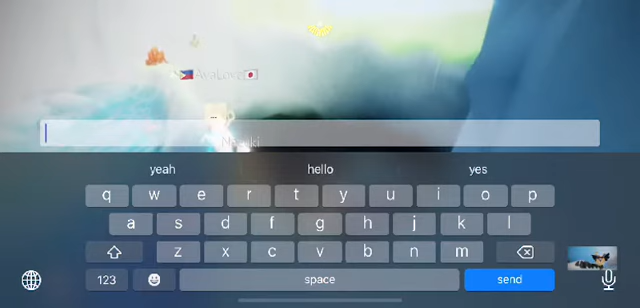 🇵🇭AvaLove🇯🇵
...
yeah hello yes
q w e r t y u i o p
a s d f g h j k l
z x c v b n m
123 space send